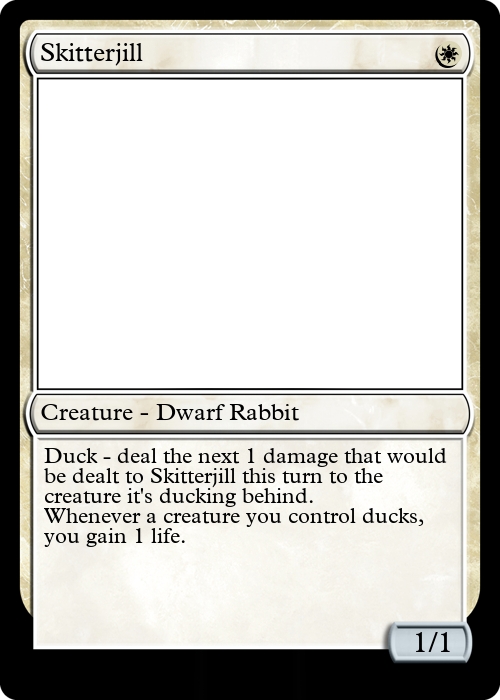 Skitterjill
Creature - Dwarf Rabbit
Duck - deal the next 1 damage that would
be dealt to Skitterjill this turn to the
creature it's ducking behind.
Whenever a creature you control ducks,
you gain 1 life.
1/1